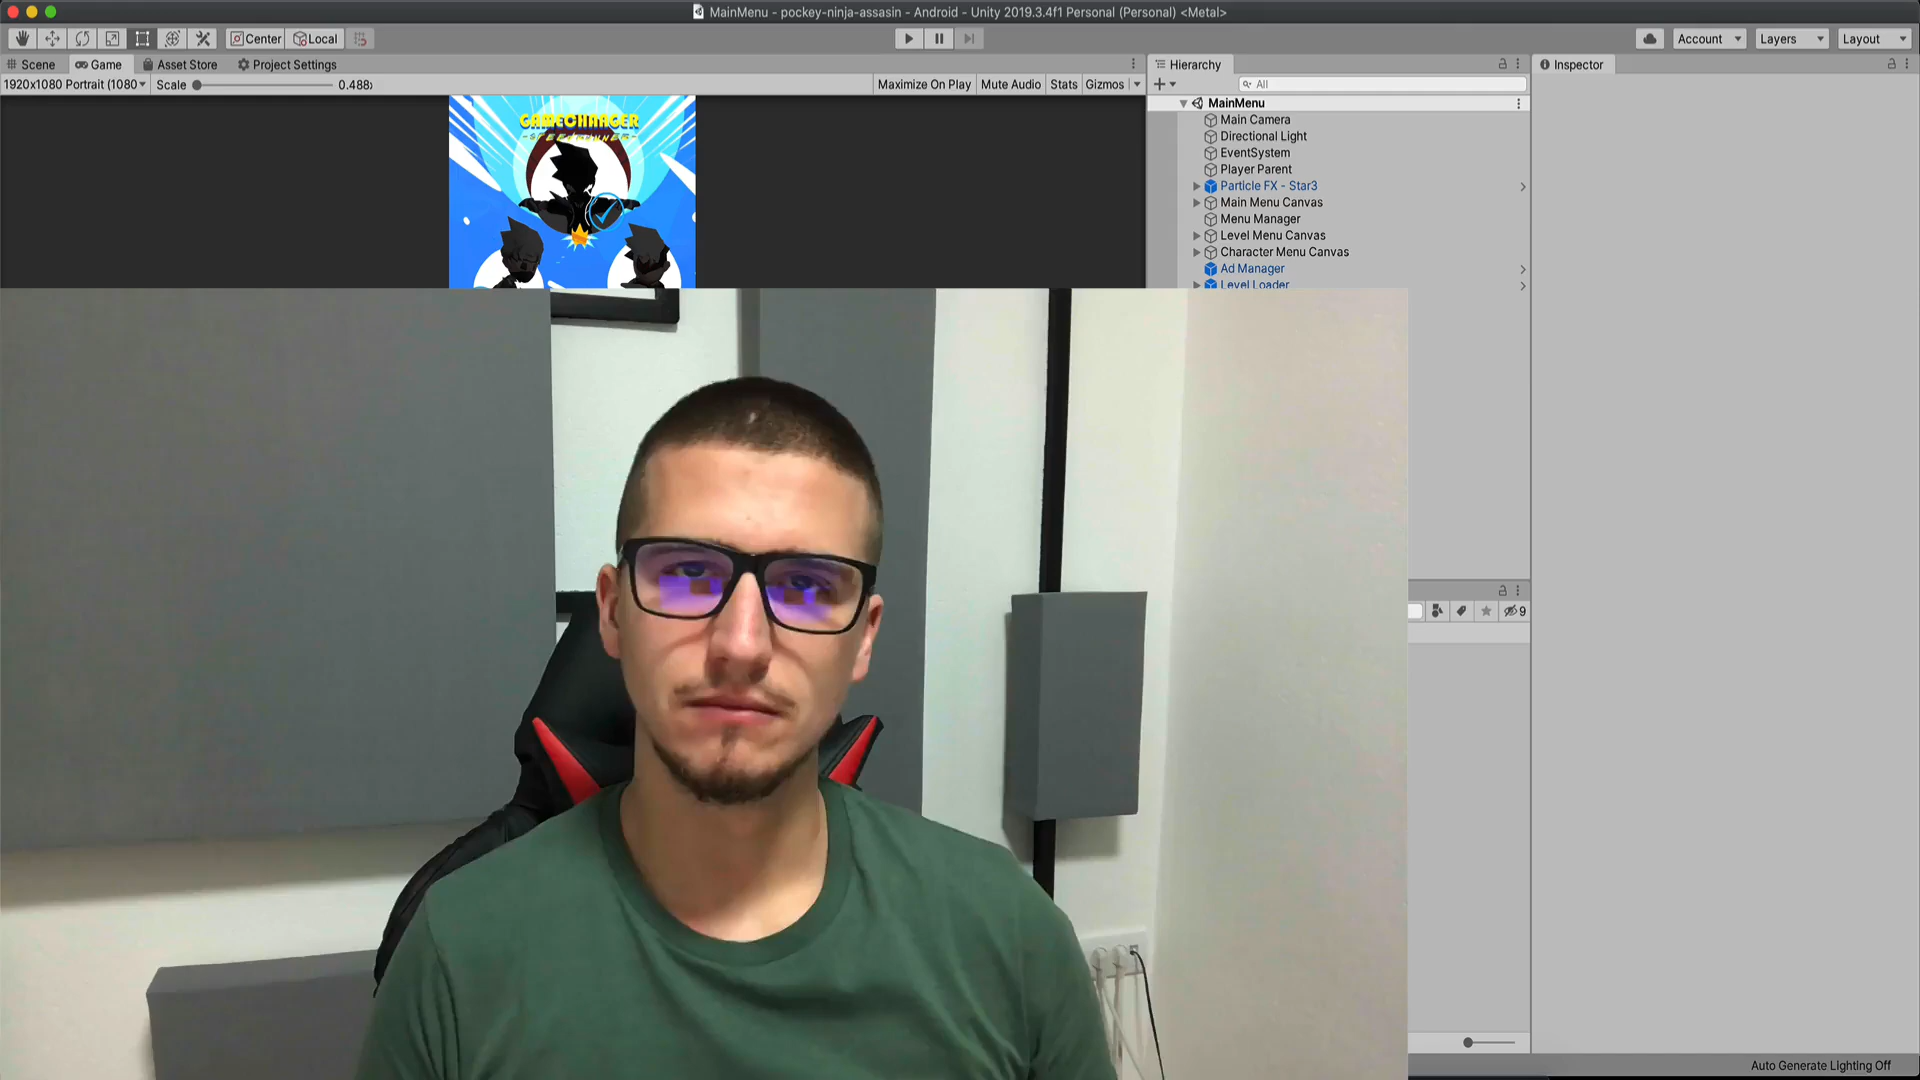 MainMenu - pockey-ninja-assasin - Android - Unity 2019.3.4f1 Personal (Personal) <Metal>
Center Local Account Layers Layout
Scene Game Asset Store Project Settings Hierarchy Inspector
1920x1080 Portrait (1080 Scale 0.488 Maximize On Play Mute Audio Stats Gizmos All
GAMECHANGER
MainMenu
Main Camera
Directional Light
EventSystem
Player Parent
Particle FX - Star3
Main Menu Canvas
Menu Manager
Level Menu Canvas
Character Menu Canvas
Ad Manager
Level Loader
9
Auto Generate Lighting Off